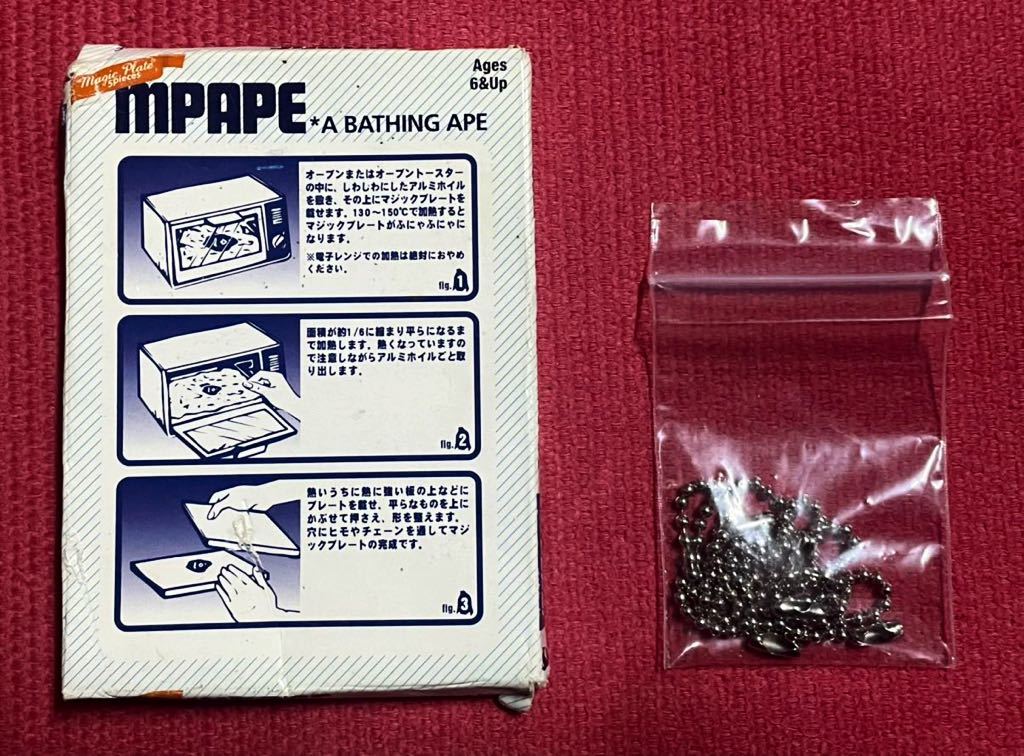 Magic Plate
5pieces
Ages
6&Up
MPAPE *A BATHING APE
オーブンまたはオーブントースター
の中に、しわしわにしたアルミホイル
を敷き、その上にマジックプレートを
載せます。130〜150℃で加熱すると
マジックプレートがふにゃふにゃに
なります。
※電子レンジでの加熱は絶対におやめ
ください。
fig.1
面積が約1/6に縮まり平らになるま
で加熱します。熱くなっていますの
で注意しながらアルミホイルごと取
り出します。
fig.2
熱いうちに熱に強い板の上などに
プレートを載せ、平らなものを上に
かぶせて押さえ、形を整えます。
穴にヒモやチェーンを通してマジ
ックプレートの完成です。
fig.3